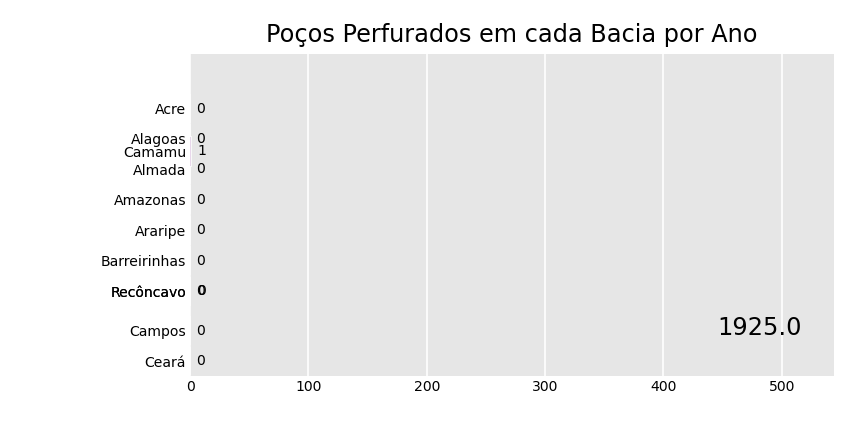 Poços Perfurados em cada Bacia por Ano
Acre 0
Alagoas 0
Camamu 1
Almada 0
Amazonas 0
Araripe 0
Barreirinhas 0
Recôncavo 0
Campos 0
1925.0
Ceará 0
0 100 200 300 400 500